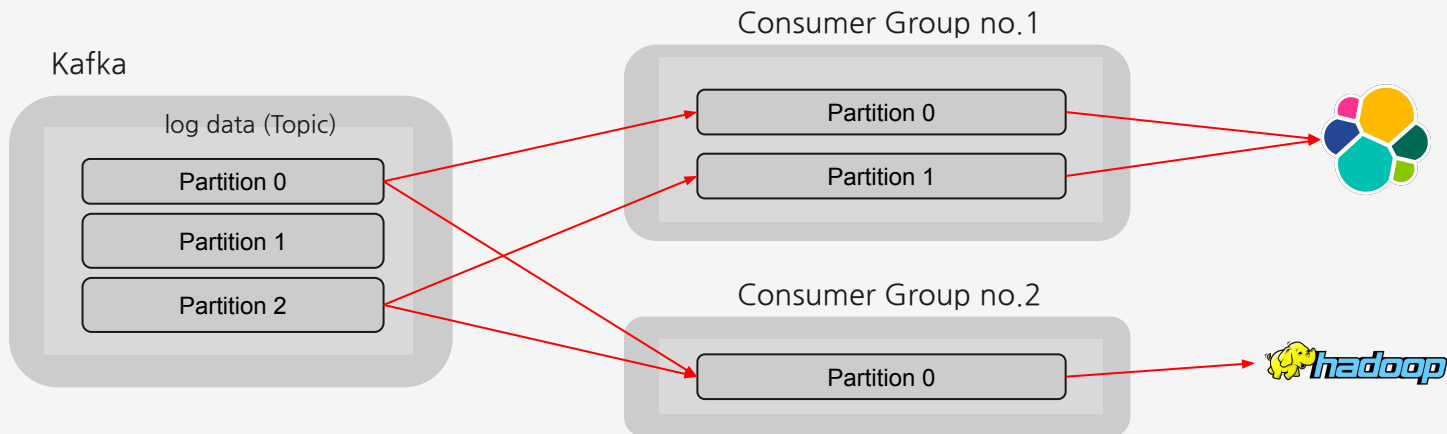 Kafka
log data (Topic)
Partition 0
Partition 1
Partition 2
Consumer Group no.1
Partition 0
Partition 1
Consumer Group no.2
Partition 0
hadoop